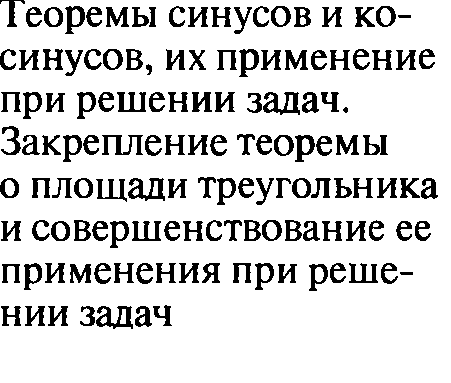 Теоремы синусов и ко-
синусов, их применение
при решении задач.
Закрепление теоремы
о площади треугольника
и совершенствование ее
применения при реше-
нии задач